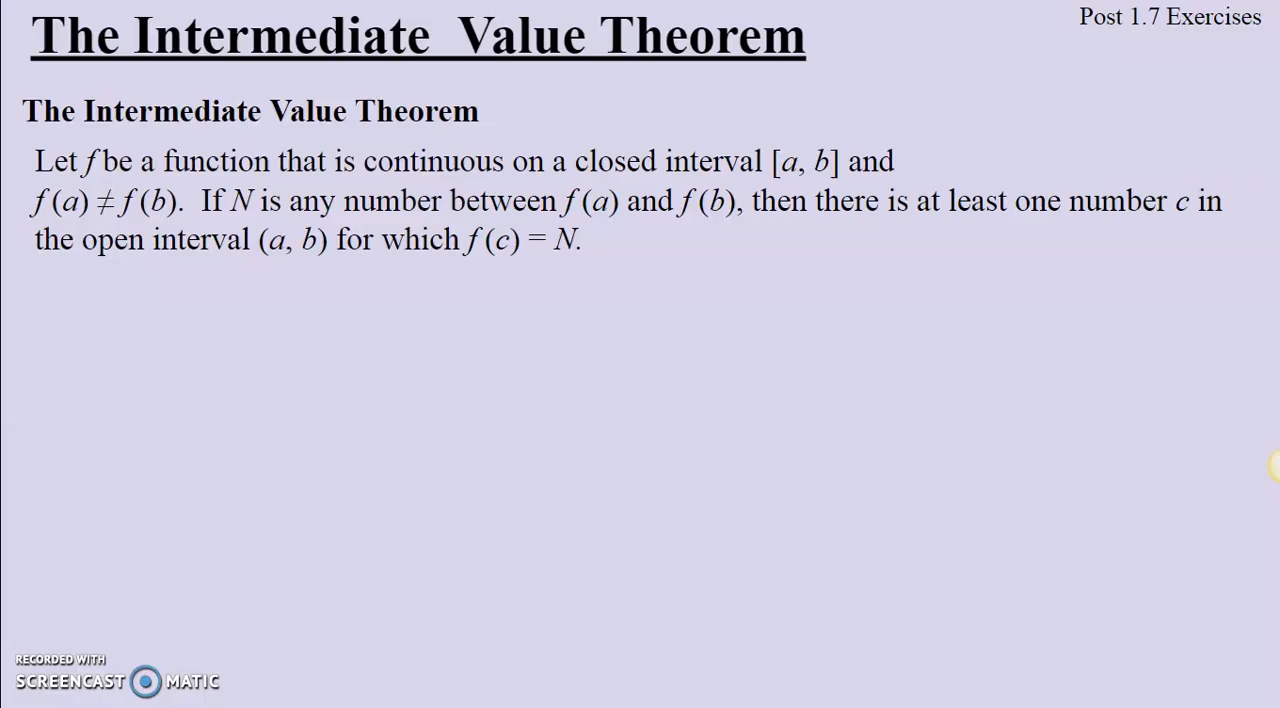 The Intermediate Value Theorem
Post 1.7 Exercises
The Intermediate Value Theorem
Let f be a function that is continuous on a closed interval [a, b] and
f (a) ≠ f (b). If N is any number between f (a) and f (b), then there is at least one number c in
the open interval (a, b) for which f (c) = N.
RECORDED WITH
SCREENCAST MATIC